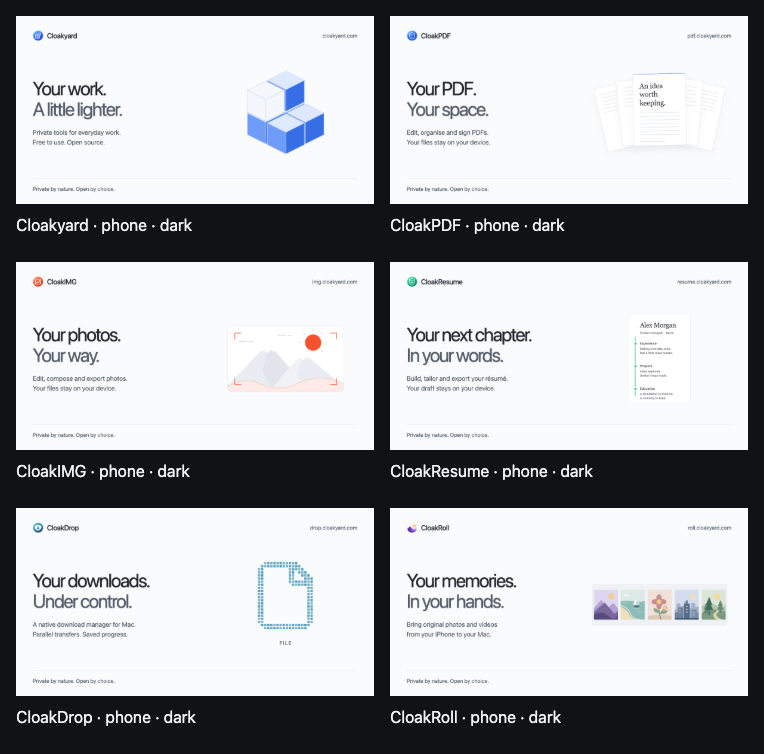 Cloakyard
cloakyard.com
Your work.
A little lighter.
Private tools for everyday work.
Free to use. Open source.
Private by nature. Open by choice.
Cloakyard · phone · dark
CloakPDF
pdf.cloakyard.com
Your PDF.
Your space.
Edit, organise and sign PDFs.
Your files stay on your device.
An idea
worth
keeping.
Private by nature. Open by choice.
CloakPDF · phone · dark
CloakIMG
img.cloakyard.com
Your photos.
Your way.
Edit, compose and export photos.
Your files stay on your device.
Private by nature. Open by choice.
CloakIMG · phone · dark
CloakResume
resume.cloakyard.com
Your next chapter.
In your words.
Build, tailor and export your résumé.
Your draft stays on your device.
Alex Morgan
Experience
Projects
Education
Private by nature. Open by choice.
CloakResume · phone · dark
CloakDrop
drop.cloakyard.com
Your downloads.
Under control.
A native download manager for Mac.
Parallel transfers. Saved progress.
FILE
Private by nature. Open by choice.
CloakDrop · phone · dark
CloakRoll
roll.cloakyard.com
Your memories.
In your hands.
Bring original photos and videos
from your iPhone to your Mac.
Private by nature. Open by choice.
CloakRoll · phone · dark